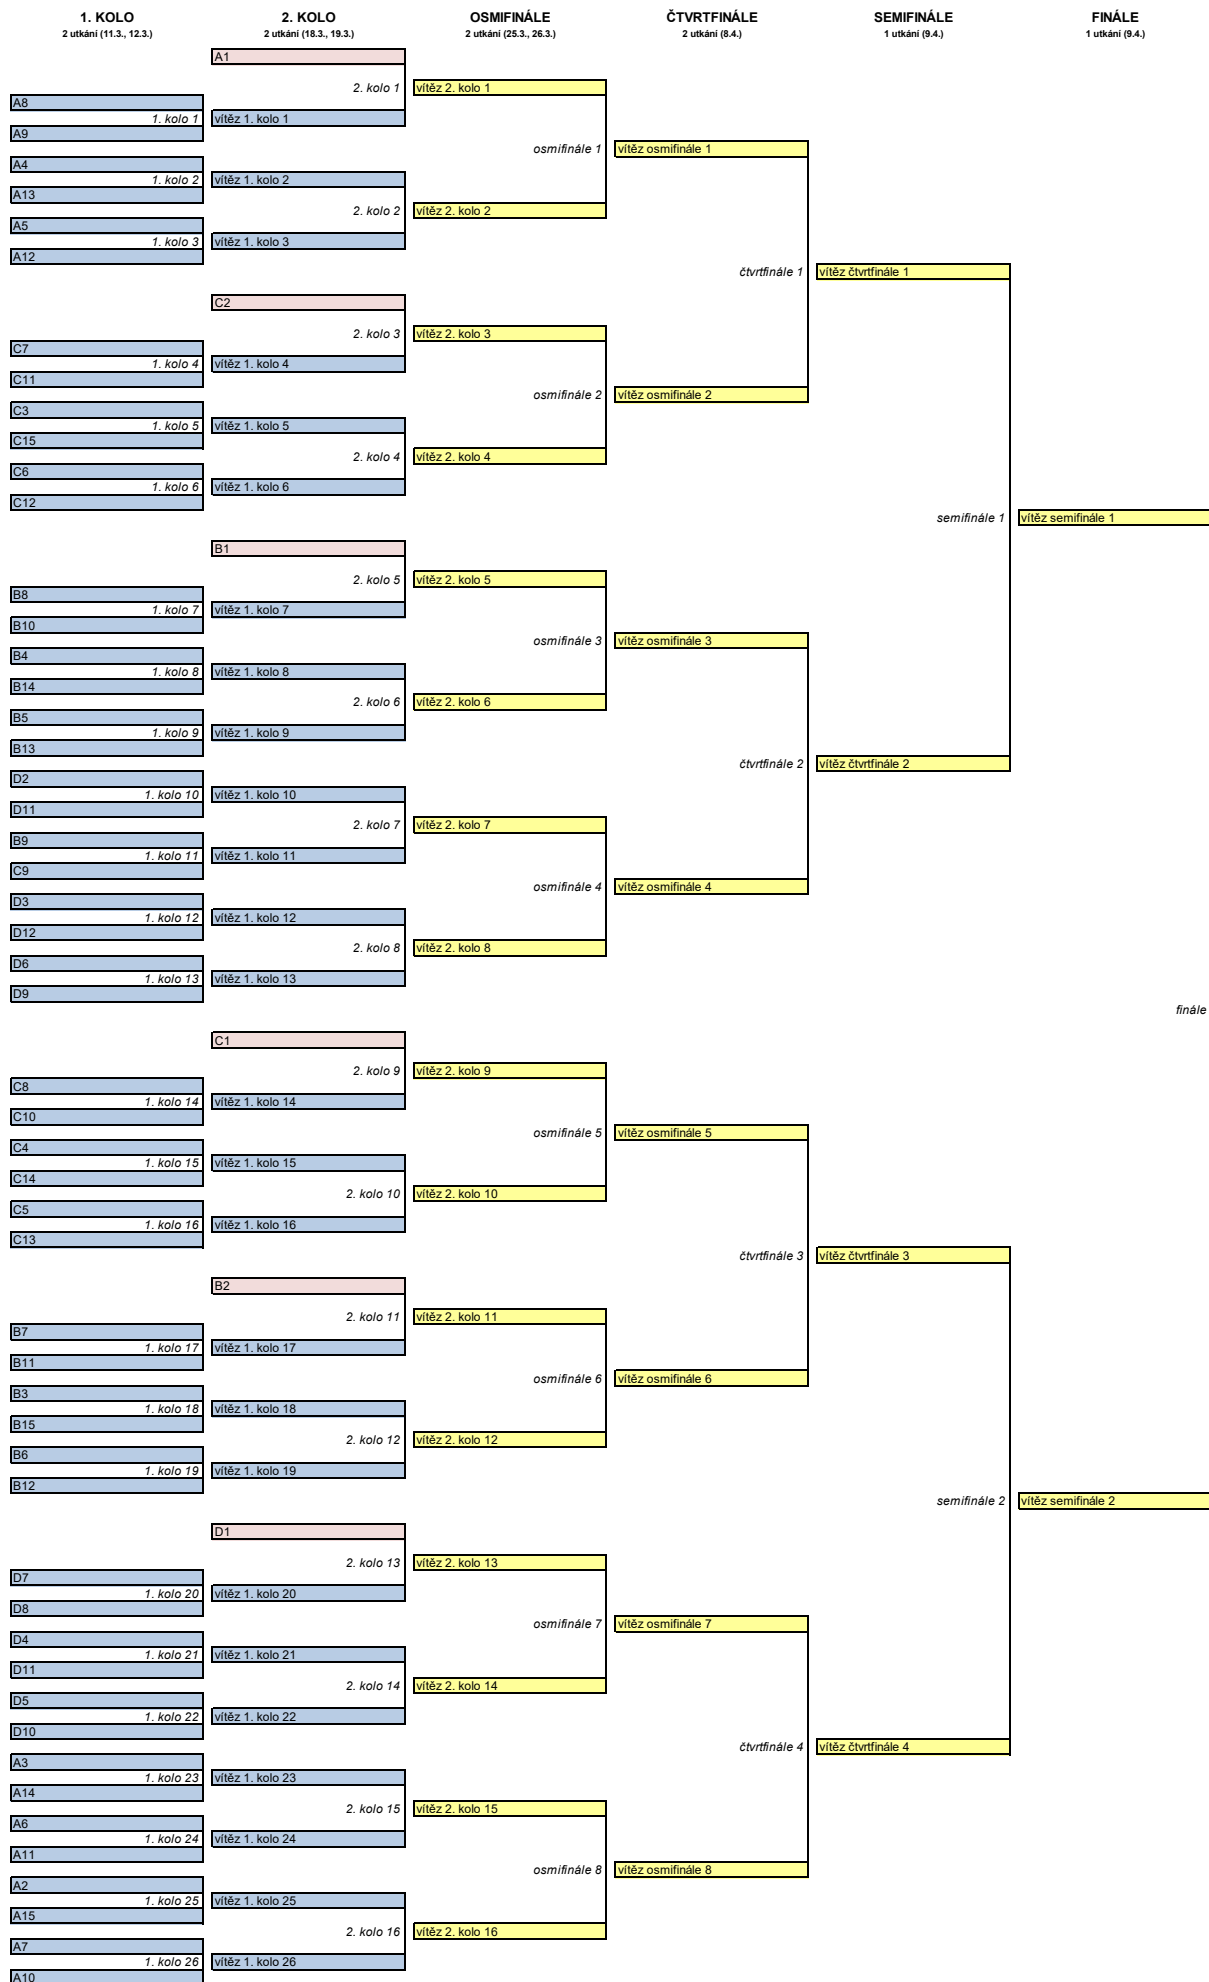 1. KOLO 2. KOLO OSMIFINÁLE ČTVRTFINÁLE SEMIFINÁLE FINÁLE
2 utkání (11.3., 12.3.) 2 utkání (18.3., 19.3.) 2 utkání (25.3., 26.3.) 2 utkání (8.4.) 1 utkání (9.4.) 1 utkání (9.4.)
A1
2. kolo 1 vítěz 2. kolo 1
A8
1. kolo 1 vítěz 1. kolo 1
A9
osmifinále 1 vítěz osmifinále 1
A4
1. kolo 2 vítěz 1. kolo 2
A13
2. kolo 2 vítěz 2. kolo 2
A5
1. kolo 3 vítěz 1. kolo 3
A12
čtvrtfinále 1 vítěz čtvrtfinále 1
C2
2. kolo 3 vítěz 2. kolo 3
C7
1. kolo 4 vítěz 1. kolo 4
C11
osmifinále 2 vítěz osmifinále 2
C3
1. kolo 5 vítěz 1. kolo 5
C15
2. kolo 4 vítěz 2. kolo 4
C6
1. kolo 6 vítěz 1. kolo 6
C12
semifinále 1 vítěz semifinále 1
B1
2. kolo 5 vítěz 2. kolo 5
B8
1. kolo 7 vítěz 1. kolo 7
B10
osmifinále 3 vítěz osmifinále 3
B4
1. kolo 8 vítěz 1. kolo 8
B14
2. kolo 6 vítěz 2. kolo 6
B5
1. kolo 9 vítěz 1. kolo 9
B13
čtvrtfinále 2 vítěz čtvrtfinále 2
D2
1. kolo 10 vítěz 1. kolo 10
D11
2. kolo 7 vítěz 2. kolo 7
B9
1. kolo 11 vítěz 1. kolo 11
C9
osmifinále 4 vítěz osmifinále 4
D3
1. kolo 12 vítěz 1. kolo 12
D12
2. kolo 8 vítěz 2. kolo 8
D6
1. kolo 13 vítěz 1. kolo 13
D9
finále
C1
2. kolo 9 vítěz 2. kolo 9
C8
1. kolo 14 vítěz 1. kolo 14
C10
osmifinále 5 vítěz osmifinále 5
C4
1. kolo 15 vítěz 1. kolo 15
C14
2. kolo 10 vítěz 2. kolo 10
C5
1. kolo 16 vítěz 1. kolo 16
C13
čtvrtfinále 3 vítěz čtvrtfinále 3
B2
2. kolo 11 vítěz 2. kolo 11
B7
1. kolo 17 vítěz 1. kolo 17
B11
osmifinále 6 vítěz osmifinále 6
B3
1. kolo 18 vítěz 1. kolo 18
B15
2. kolo 12 vítěz 2. kolo 12
B6
1. kolo 19 vítěz 1. kolo 19
B12
semifinále 2 vítěz semifinále 2
D1
2. kolo 13 vítěz 2. kolo 13
D7
1. kolo 20 vítěz 1. kolo 20
D8
osmifinále 7 vítěz osmifinále 7
D4
1. kolo 21 vítěz 1. kolo 21
D11
2. kolo 14 vítěz 2. kolo 14
D5
1. kolo 22 vítěz 1. kolo 22
D10
čtvrtfinále 4 vítěz čtvrtfinále 4
A3
1. kolo 23 vítěz 1. kolo 23
A14
2. kolo 15 vítěz 2. kolo 15
A6
1. kolo 24 vítěz 1. kolo 24
A11
osmifinále 8 vítěz osmifinále 8
A2
1. kolo 25 vítěz 1. kolo 25
A15
2. kolo 16 vítěz 2. kolo 16
A7
1. kolo 26 vítěz 1. kolo 26
A10